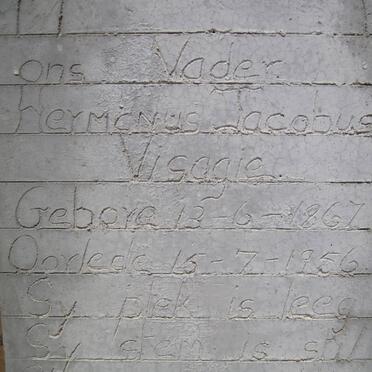 Ons Vader
Hermanus Jacobus
Visagie
Gebore 13-6-1867
Oorlede 15-7-1956
Sy plek is leeg
Sy stem is stil